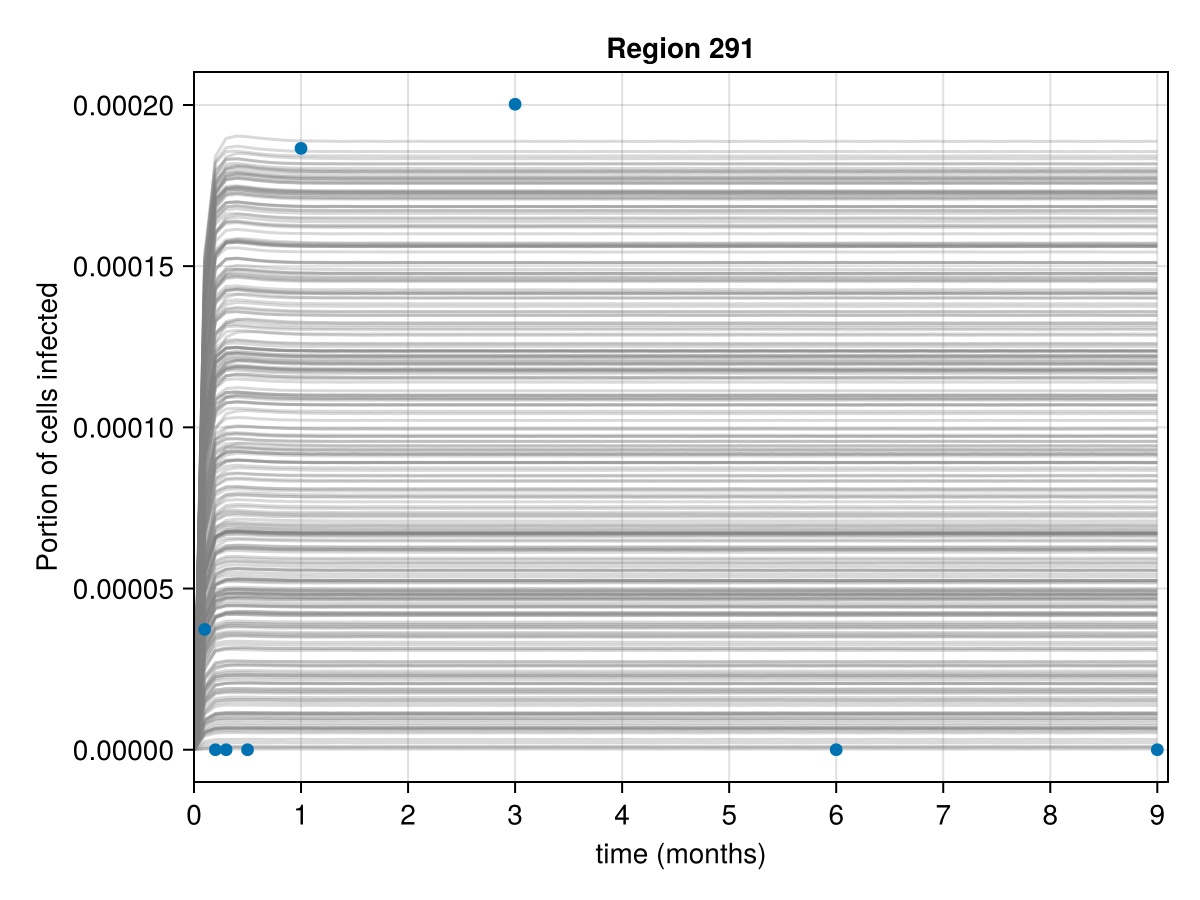 Region 291
Portion of cells infected
0.00020
0.00015
0.00010
0.00005
0.00000
0 1 2 3 4 5 6 7 8 9
time (months)